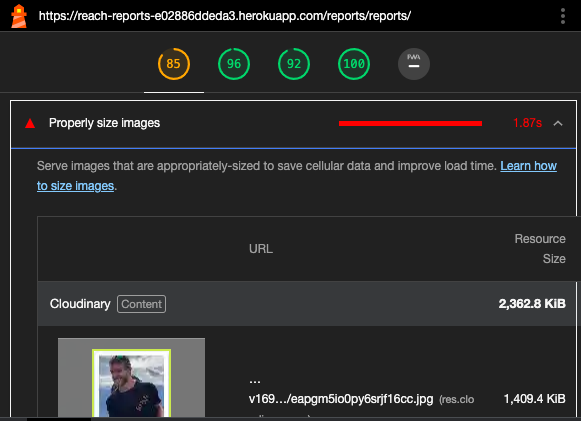 https://reach-reports-e02886ddeda3.herokuapp.com/reports/reports/
85 96 92 100 PWA
Properly size images 1.87s
Serve images that are appropriately-sized to save cellular data and improve load time. Learn how
to size images.
URL Resource
Size
Cloudinary Content 2,362.8 KiB
…
v169…/eapgm5io0py6srjf16cc.jpg (res.clo 1,409.4 KiB